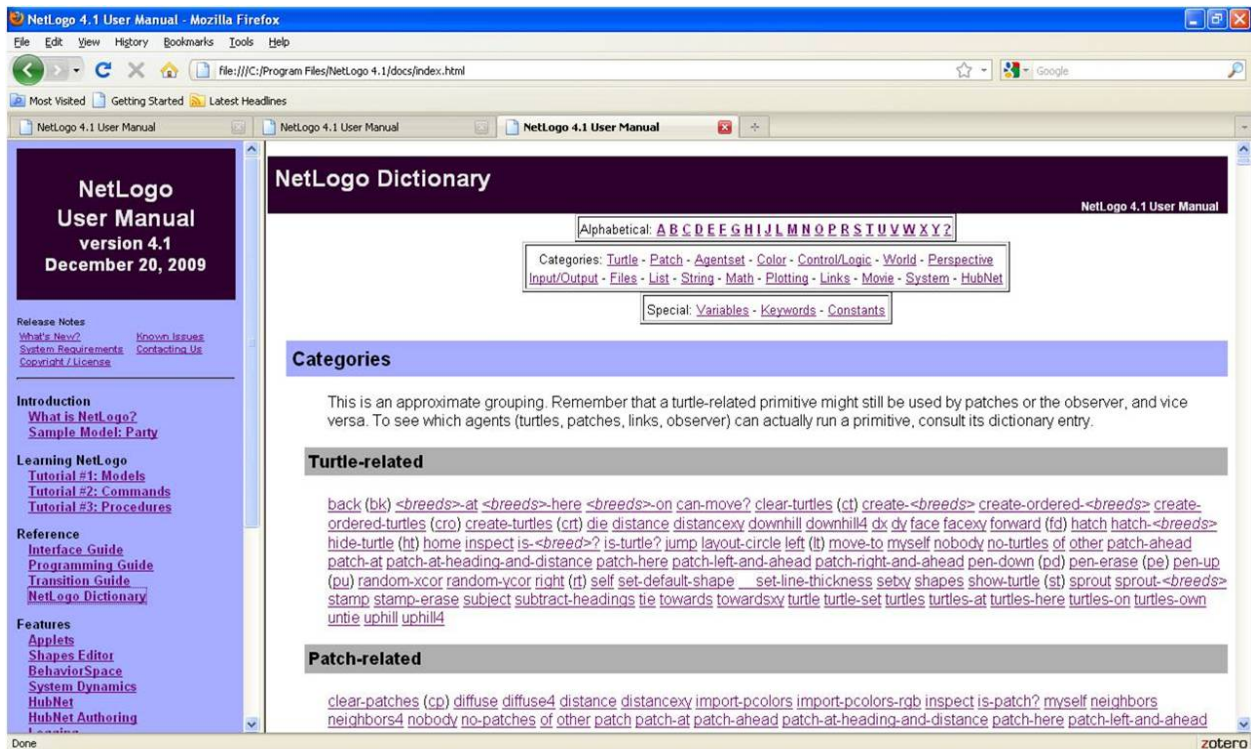 NetLogo 4.1 User Manual - Mozilla Firefox
File Edit View History Bookmarks Tools Help
file:///C:/Program Files/NetLogo 4.1/docs/index.html
Google
Most Visited Getting Started Latest Headlines
NetLogo 4.1 User Manual NetLogo 4.1 User Manual NetLogo 4.1 User Manual
NetLogo
User Manual
version 4.1
December 20, 2009
Release Notes
What's New? Known Issues
System Requirements Contacting Us
Copyright / License
Introduction
What is NetLogo?
Sample Model: Party
Learning NetLogo
Tutorial #1: Models
Tutorial #2: Commands
Tutorial #3: Procedures
Reference
Interface Guide
Programming Guide
Transition Guide
NetLogo Dictionary
Features
Applets
Shapes Editor
BehaviorSpace
System Dynamics
HubNet
HubNet Authoring
NetLogo Dictionary
NetLogo 4.1 User Manual
Alphabetical: A B C D E F G H I J L M N O P R S T U V W X Y ?
Categories: Turtle - Patch - Agentset - Color - Control/Logic - World - Perspective
Input/Output - Files - List - String - Math - Plotting - Links - Movie - System - HubNet
Special: Variables - Keywords - Constants
Categories
This is an approximate grouping. Remember that a turtle-related primitive might still be used by patches or the observer, and vice
versa. To see which agents (turtles, patches, links, observer) can actually run a primitive, consult its dictionary entry.
Turtle-related
back (bk) <breeds>-at <breeds>-here <breeds>-on can-move? clear-turtles (ct) create-<breeds> create-ordered-<breeds> create-
ordered-turtles (cro) create-turtles (crt) die distance distancexy downhill downhill4 dx dy face facexy forward (fd) hatch hatch-<breeds>
hide-turtle (ht) home inspect is-<breed>? is-turtle? jump layout-circle left (lt) move-to myself nobody no-turtles of other patch-ahead
patch-at patch-at-heading-and-distance patch-here patch-left-and-ahead patch-right-and-ahead pen-down (pd) pen-erase (pe) pen-up
(pu) random-xcor random-ycor right (rt) self set-default-shape __set-line-thickness setxy shapes show-turtle (st) sprout sprout-<breeds>
stamp stamp-erase subject subtract-headings tie towards towardsxy turtle turtle-set turtles turtles-at turtles-here turtles-on turtles-own
untie uphill uphill4
Patch-related
clear-patches (cp) diffuse diffuse4 distance distancexy import-pcolors import-pcolors-rgb inspect is-patch? myself neighbors
neighbors4 nobody no-patches of other patch patch-at patch-ahead patch-at-heading-and-distance patch-here patch-left-and-ahead
Done
zotero